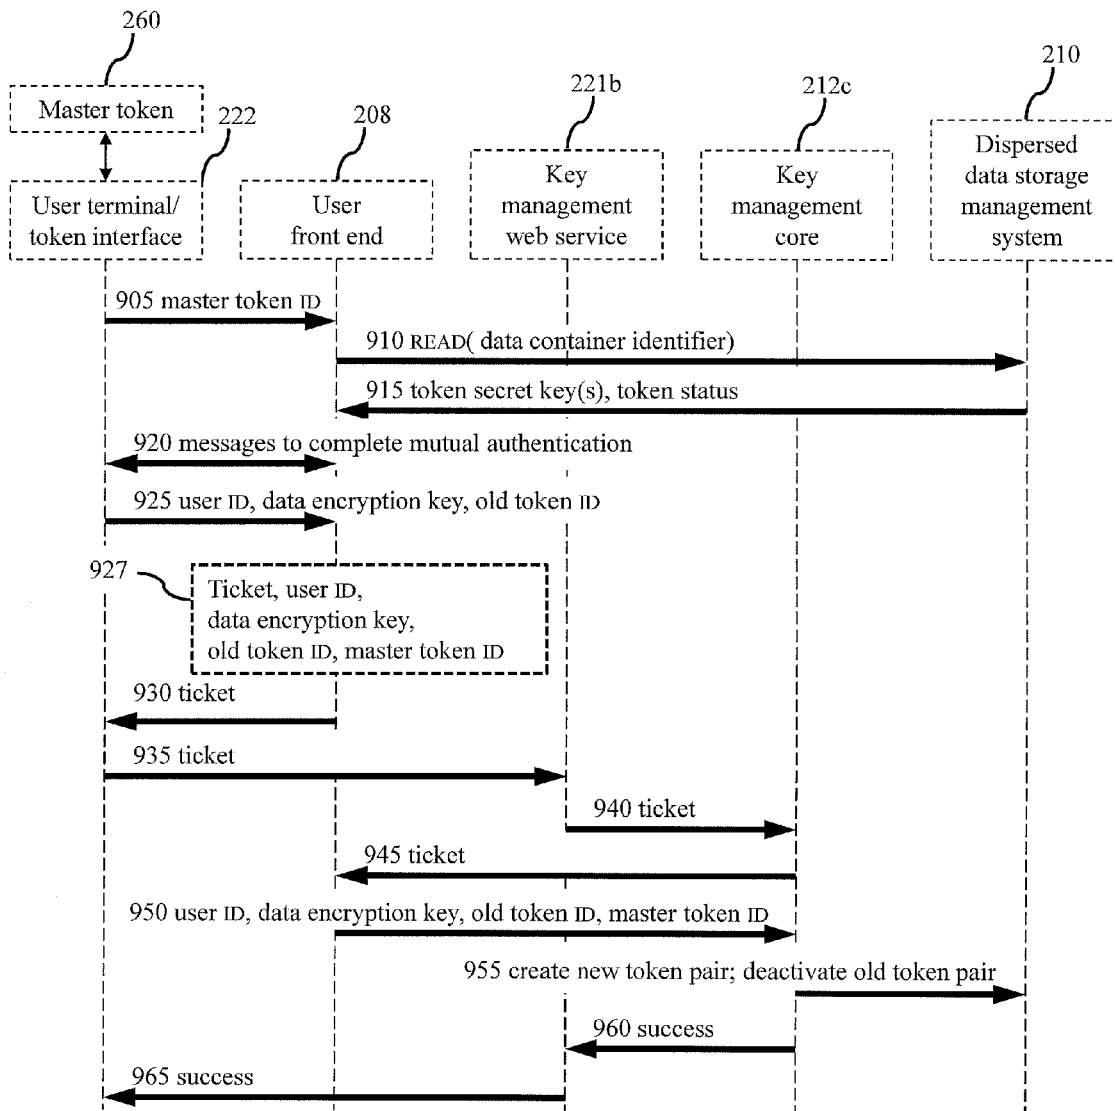 260
221b
212c
210
Master token
222
208
User terminal/
token interface
User
front end
Key
management
web service
Key
management
core
Dispersed
data storage
management
system
905 master token ID
910 READ( data container identifier)
915 token secret key(s), token status
920 messages to complete mutual authentication
925 user ID, data encryption key, old token ID
927
Ticket, user ID,
data encryption key,
old token ID, master token ID
930 ticket
935 ticket
940 ticket
945 ticket
950 user ID, data encryption key, old token ID, master token ID
955 create new token pair; deactivate old token pair
960 success
965 success